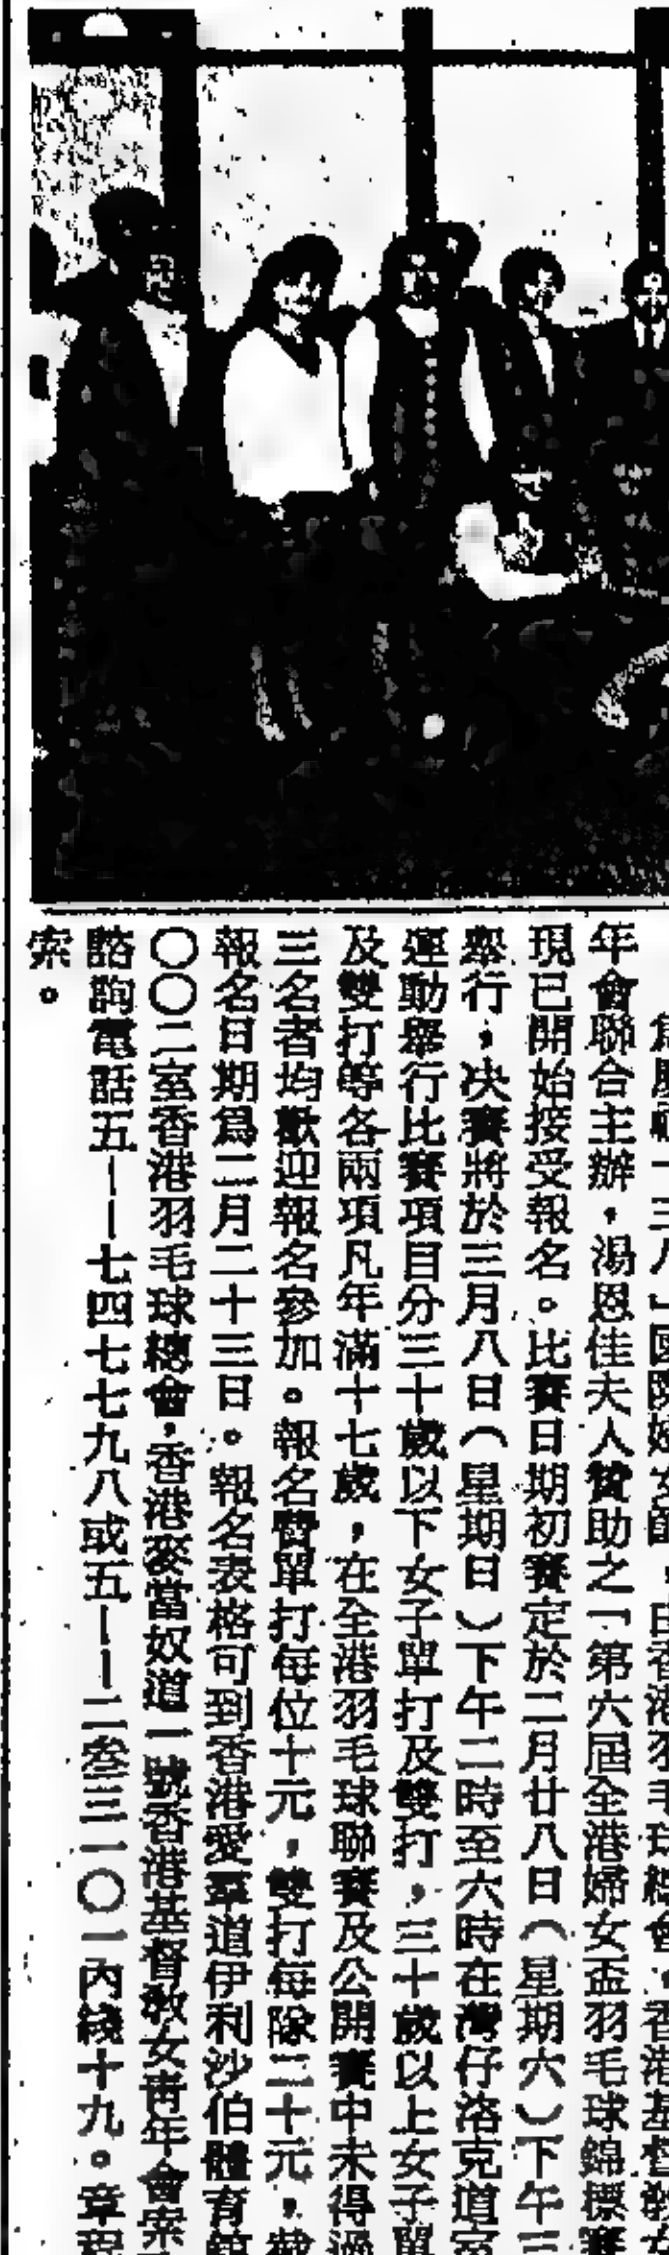 三八」國際婦女節，由香港羽毛球總會，香港基督教女
年會聯合主辦，湯恩佳夫人贊助之「第六屆全港婦女盃羽毛球錦標賽
現已開始接受報名。比賽日期初賽定於二月廿八日（星期六）下午三
舉行，决賽將於三月八日（星期日）下午二時至六時在灣仔洛克道室
運動舉行比賽項目分三十歲以下女子單打及雙打，三十歲以上女子單
及雙打等各兩項凡年滿十七歲，在全港羽毛球聯賽及公開賽中未得過
三名者均歡迎報名參加。報名費單打每位十元，雙打每隊二十元，截
報名日期爲二月二十三日。報名表格可到香港愛羣道伊利沙伯體育館
〇〇二室香港羽毛球總會，香港麥當奴道一號香港基督教女青年會索
諮詢電話五——七四七七九八或五——二叁三一〇一內綫十九。章程
索。